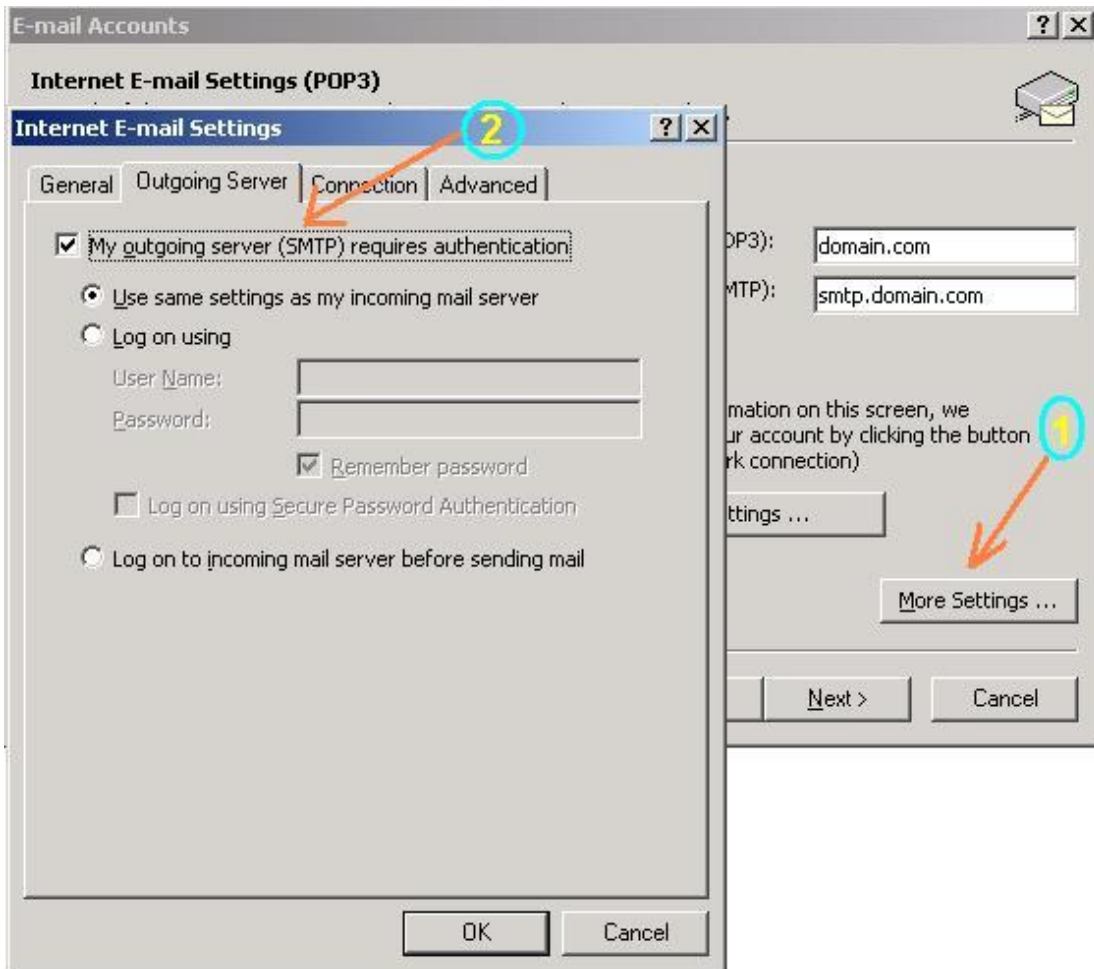 E-mail Accounts
Internet E-mail Settings (POP3)
Internet E-mail Settings
2
General
Outgoing Server
Connection
Advanced
My outgoing server (SMTP) requires authentication
Use same settings as my incoming mail server
Log on using
User Name:
Password:
Remember password
Log on using Secure Password Authentication
Log on to incoming mail server before sending mail
OK
Cancel
OP3):
domain.com
MTP):
smtp.domain.com
mation on this screen, we
ur account by clicking the button
rk connection)
1
ttings ...
More Settings ...
Next >
Cancel